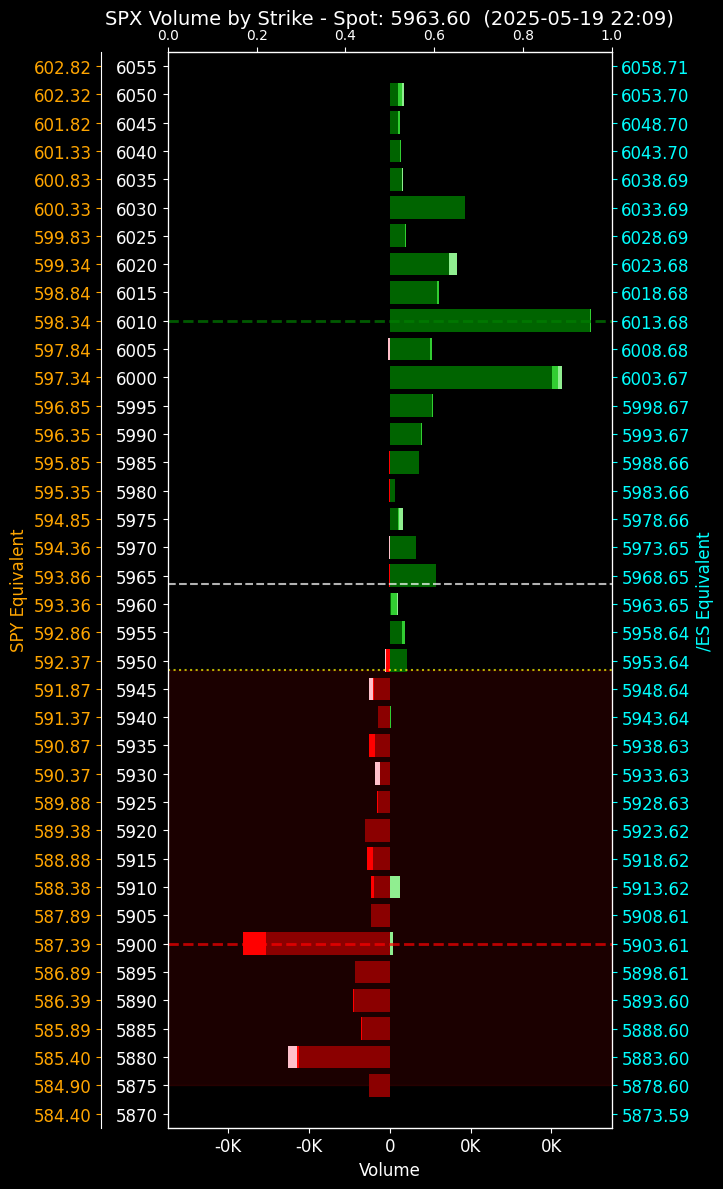 SPX Volume by Strike - Spot: 5963.60  (2025-05-19 22:09)
0.0 0.2 0.4 0.6 0.8 1.0
602.82 6055 6058.71
602.32 6050 6053.70
601.82 6045 6048.70
601.33 6040 6043.70
600.83 6035 6038.69
600.33 6030 6033.69
599.83 6025 6028.69
599.34 6020 6023.68
598.84 6015 6018.68
598.34 6010 6013.68
597.84 6005 6008.68
597.34 6000 6003.67
596.85 5995 5998.67
596.35 5990 5993.67
595.85 5985 5988.66
595.35 5980 5983.66
594.85 5975 5978.66
594.36 5970 5973.65
593.86 5965 5968.65
593.36 5960 5963.65
592.86 5955 5958.64
592.37 5950 5953.64
591.87 5945 5948.64
591.37 5940 5943.64
590.87 5935 5938.63
590.37 5930 5933.63
589.88 5925 5928.63
589.38 5920 5923.62
588.88 5915 5918.62
588.38 5910 5913.62
587.89 5905 5908.61
587.39 5900 5903.61
586.89 5895 5898.61
586.39 5890 5893.60
585.89 5885 5888.60
585.40 5880 5883.60
584.90 5875 5878.60
584.40 5870 5873.59
SPY Equivalent
/ES Equivalent
-0K -0K 0 0K 0K
Volume